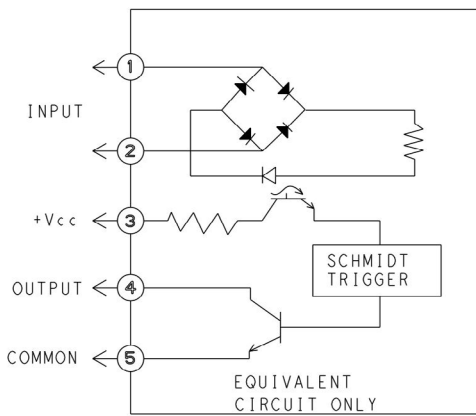 1
INPUT
2
+Vcc
3
SCHMIDT
TRIGGER
OUTPUT
4
COMMON
5
EQUIVALENT
CIRCUIT ONLY